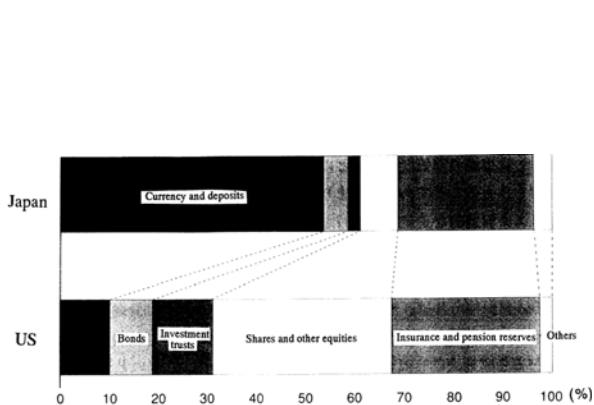 Japan
Currency and deposits
US
Bonds
Investment
trusts
Shares and other equities
Insurance and pension reserves
Others
0 10 20 30 40 50 60 70 80 90 100 (%)